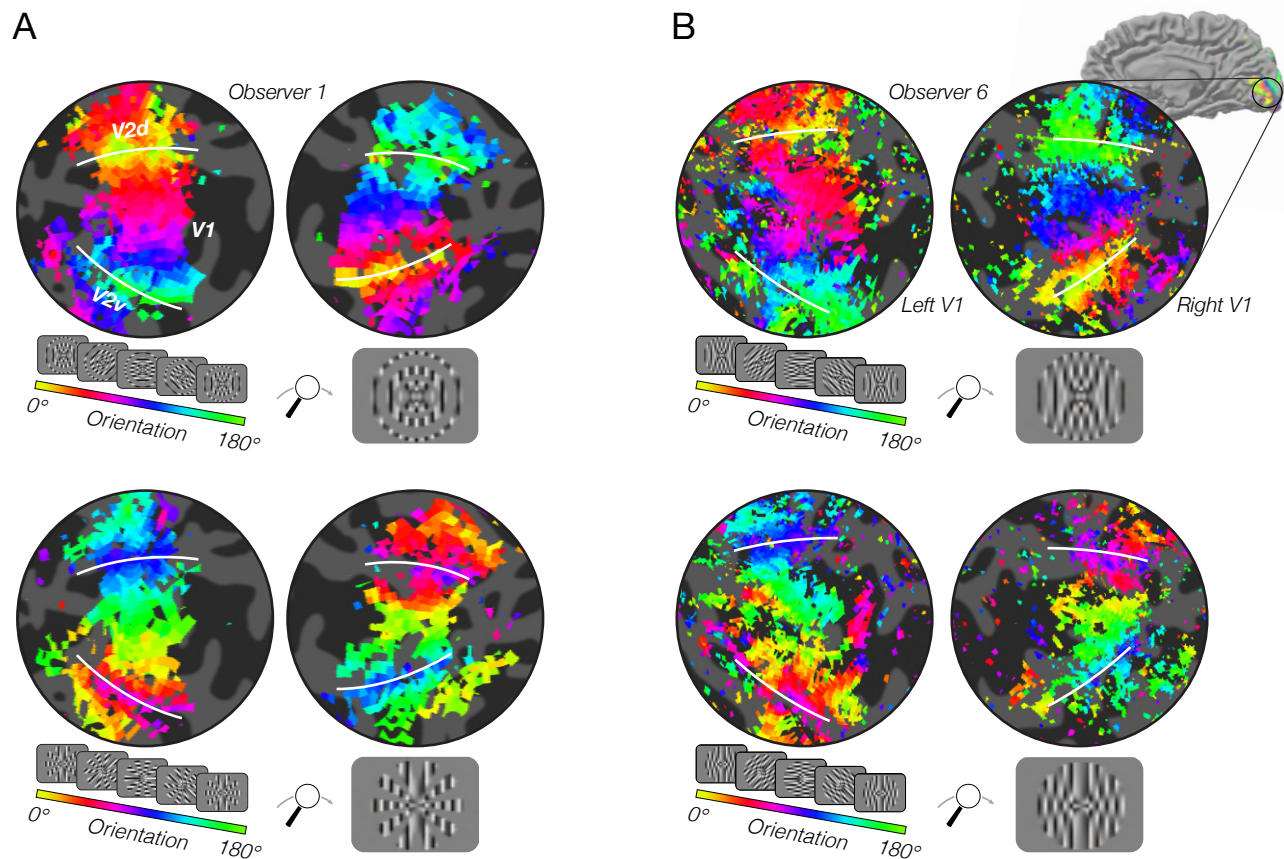 A
B
Observer 1
Observer 6
V2d
V1
V2v
Left V1
Right V1
0°
Orientation
180°
0°
Orientation
180°
0°
Orientation
180°
0°
Orientation
180°